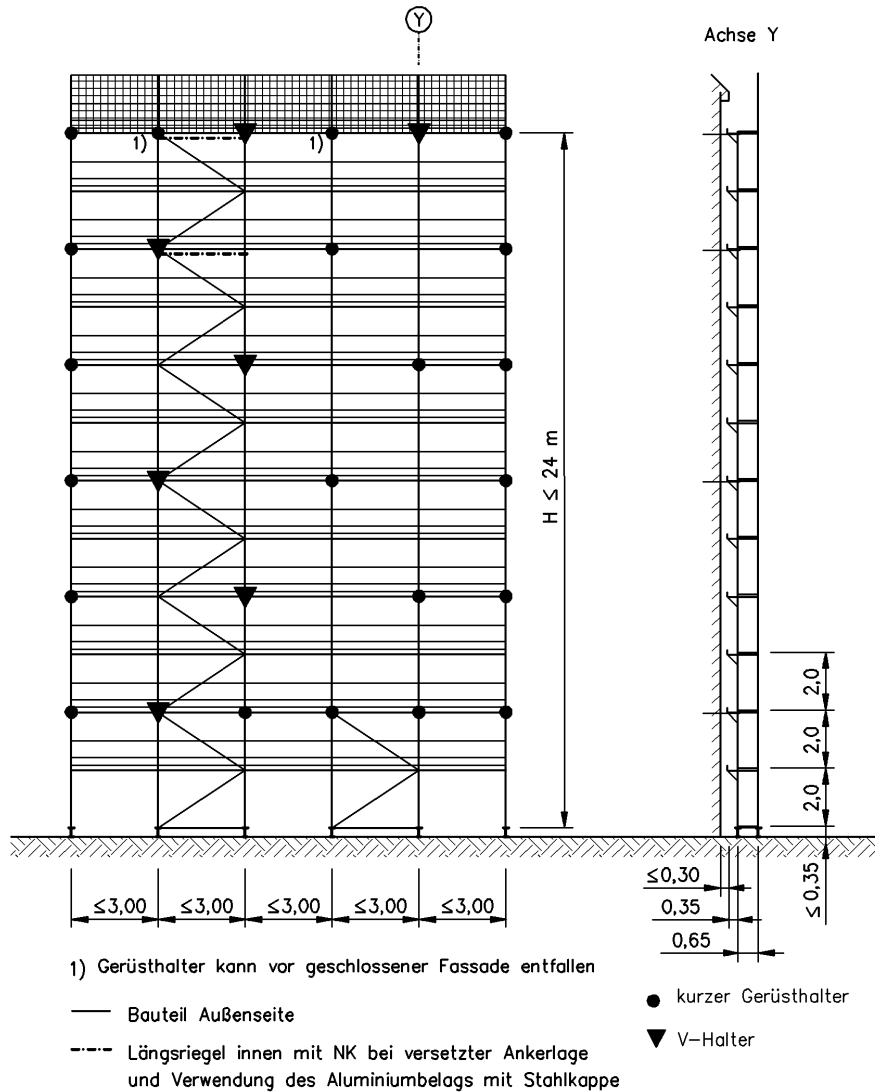 Y
Achse Y
1)
1)
H ≤ 24 m
2,0
2,0
2,0
≤0,35
≤0,30
0,35
0,65
≤3,00 ≤3,00 ≤3,00 ≤3,00 ≤3,00
1) Gerüsthalter kann vor geschlossener Fassade entfallen
Bauteil Außenseite
Längsriegel innen mit NK bei versetzter Ankerlage
und Verwendung des Aluminiumbelags mit Stahlkappe
kurzer Gerüsthalter
V-Halter